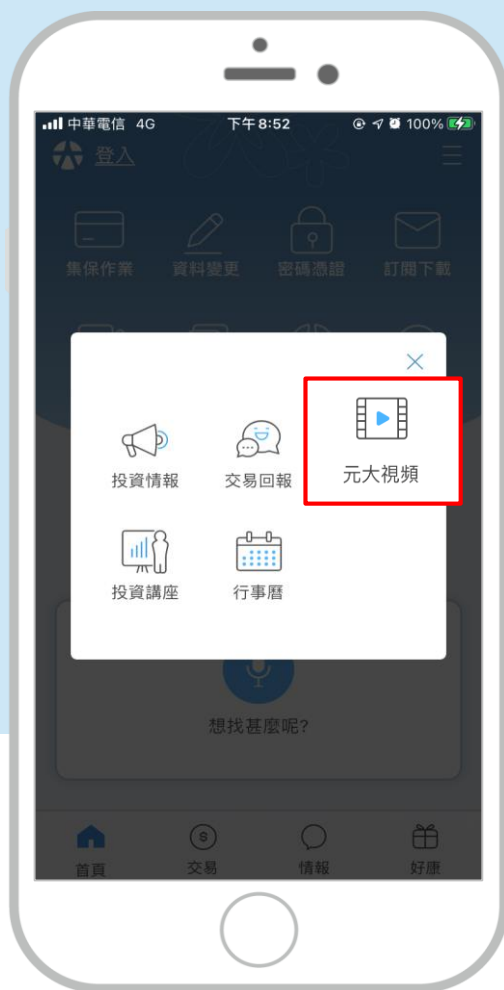 中華電信 4G 下午8:52 100%
登入
集保作業 資料變更 密碼憑證 訂閱下載
投資情報 交易回報 元大視頻
投資講座 行事曆
想找甚麼呢?
首頁 交易 情報 好康